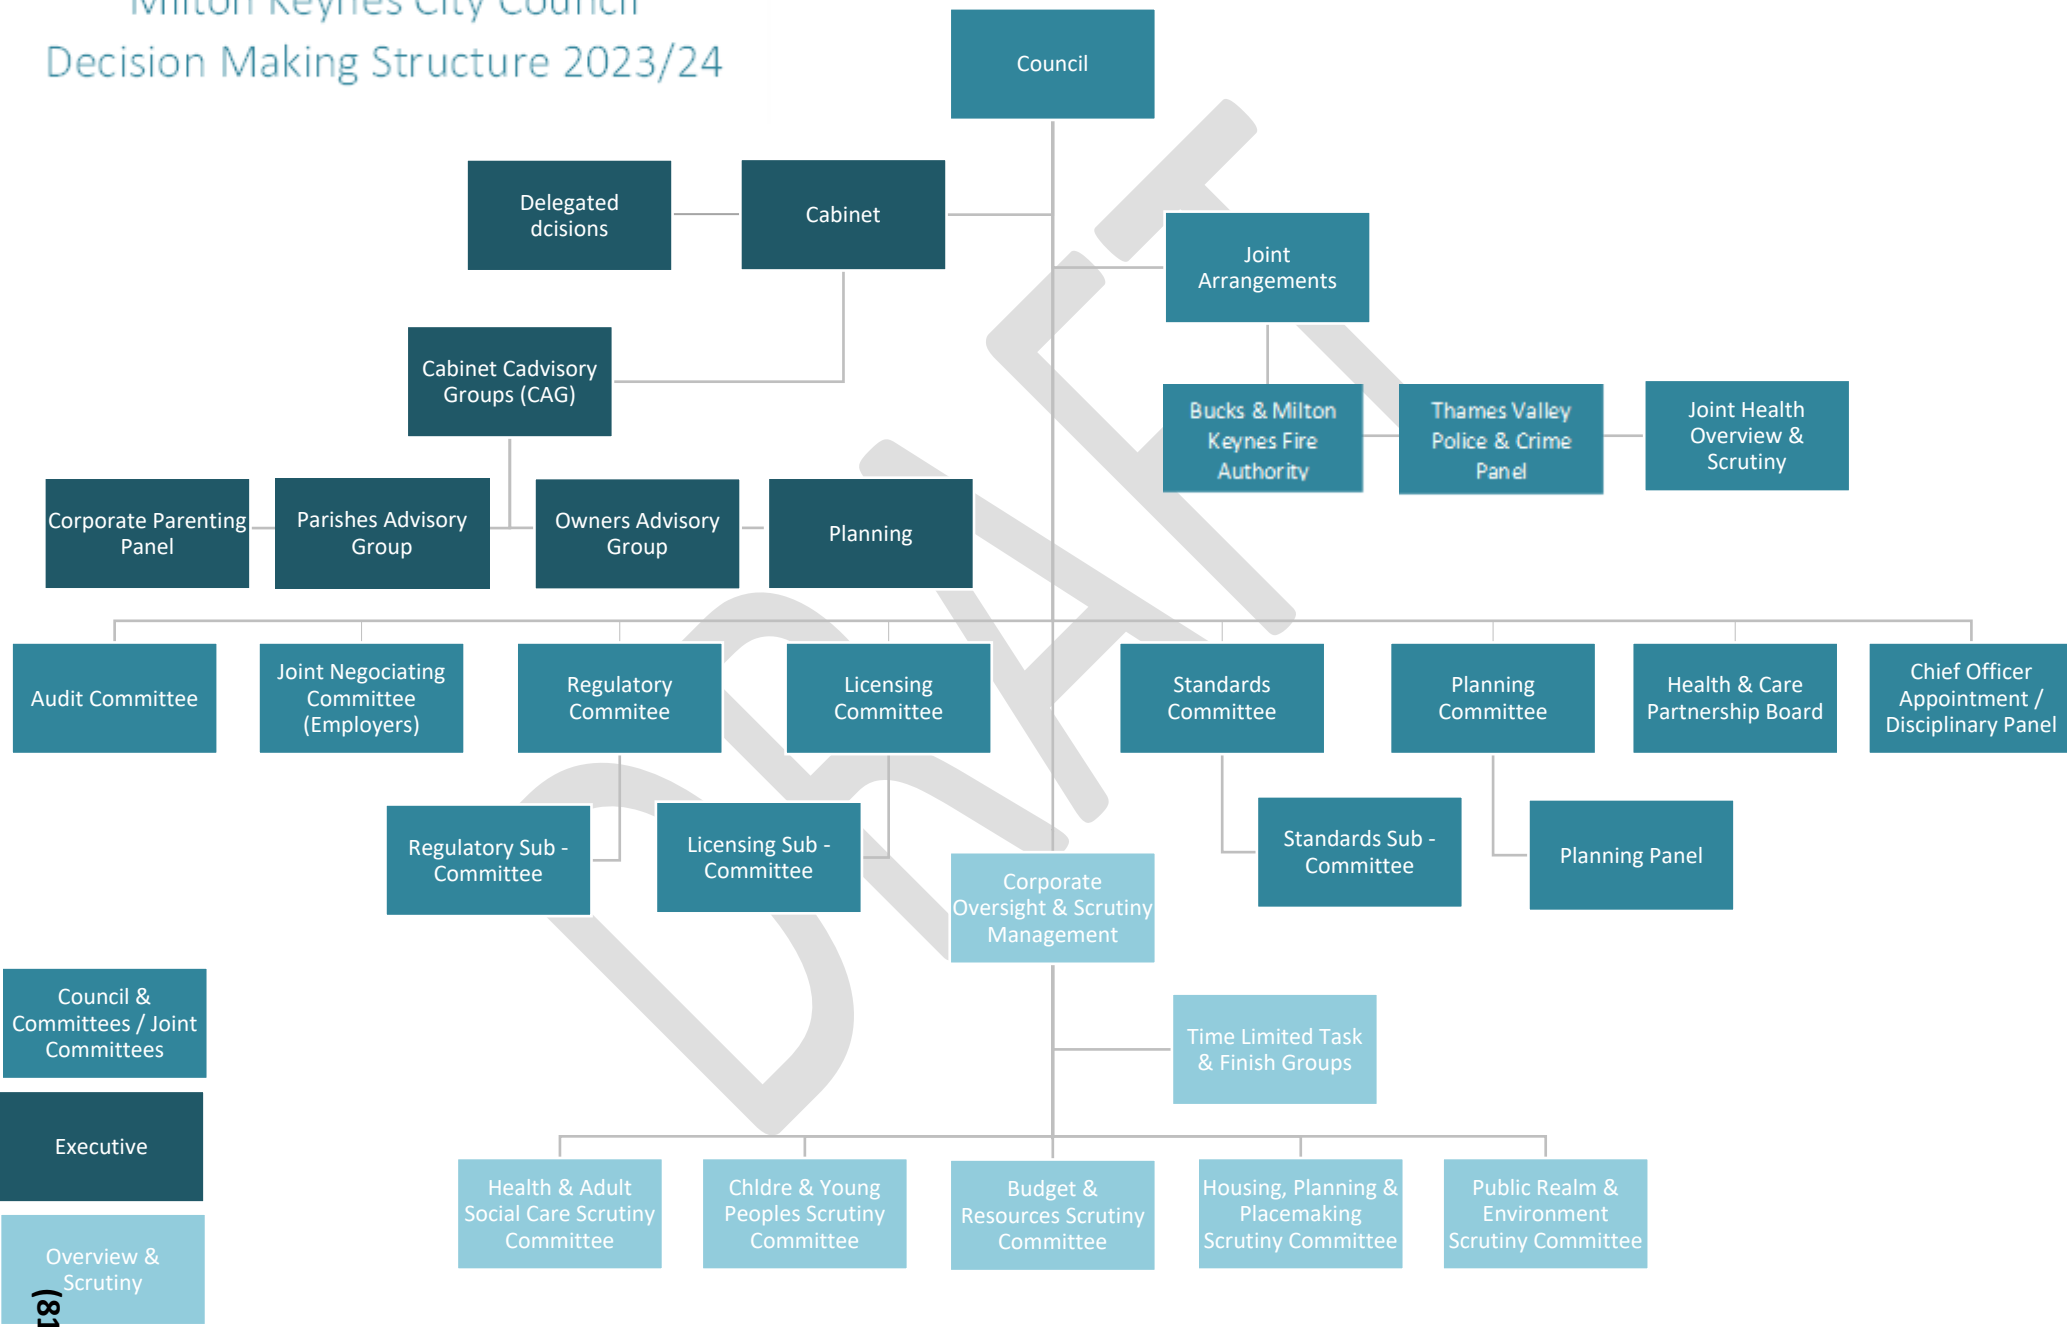 Milton Keynes City Council
Decision Making Structure 2023/24
Council
Delegated
dcisions
Cabinet
Joint
Arrangements
Cabinet Cadvisory
Groups (CAG)
Bucks & Milton
Keynes Fire
Authority
Thames Valley
Police & Crime
Panel
Joint Health
Overview &
Scrutiny
Corporate Parenting
Panel
Parishes Advisory
Group
Owners Advisory
Group
Planning
Audit Committee
Joint Negociating
Committee
(Employers)
Regulatory
Commitee
Licensing
Committee
Standards
Committee
Planning
Committee
Health & Care
Partnership Board
Chief Officer
Appointment /
Disciplinary Panel
Regulatory Sub -
Committee
Licensing Sub -
Committee
Standards Sub -
Committee
Planning Panel
Corporate
Oversight & Scrutiny
Management
Time Limited Task
& Finish Groups
Health & Adult
Social Care Scrutiny
Committee
Chldre & Young
Peoples Scrutiny
Committee
Budget &
Resources Scrutiny
Committee
Housing, Planning &
Placemaking
Scrutiny Committee
Public Realm &
Environment
Scrutiny Committee
Council &
Committees / Joint
Committees
Executive
Overview &
Scrutiny
(81
DRAFT